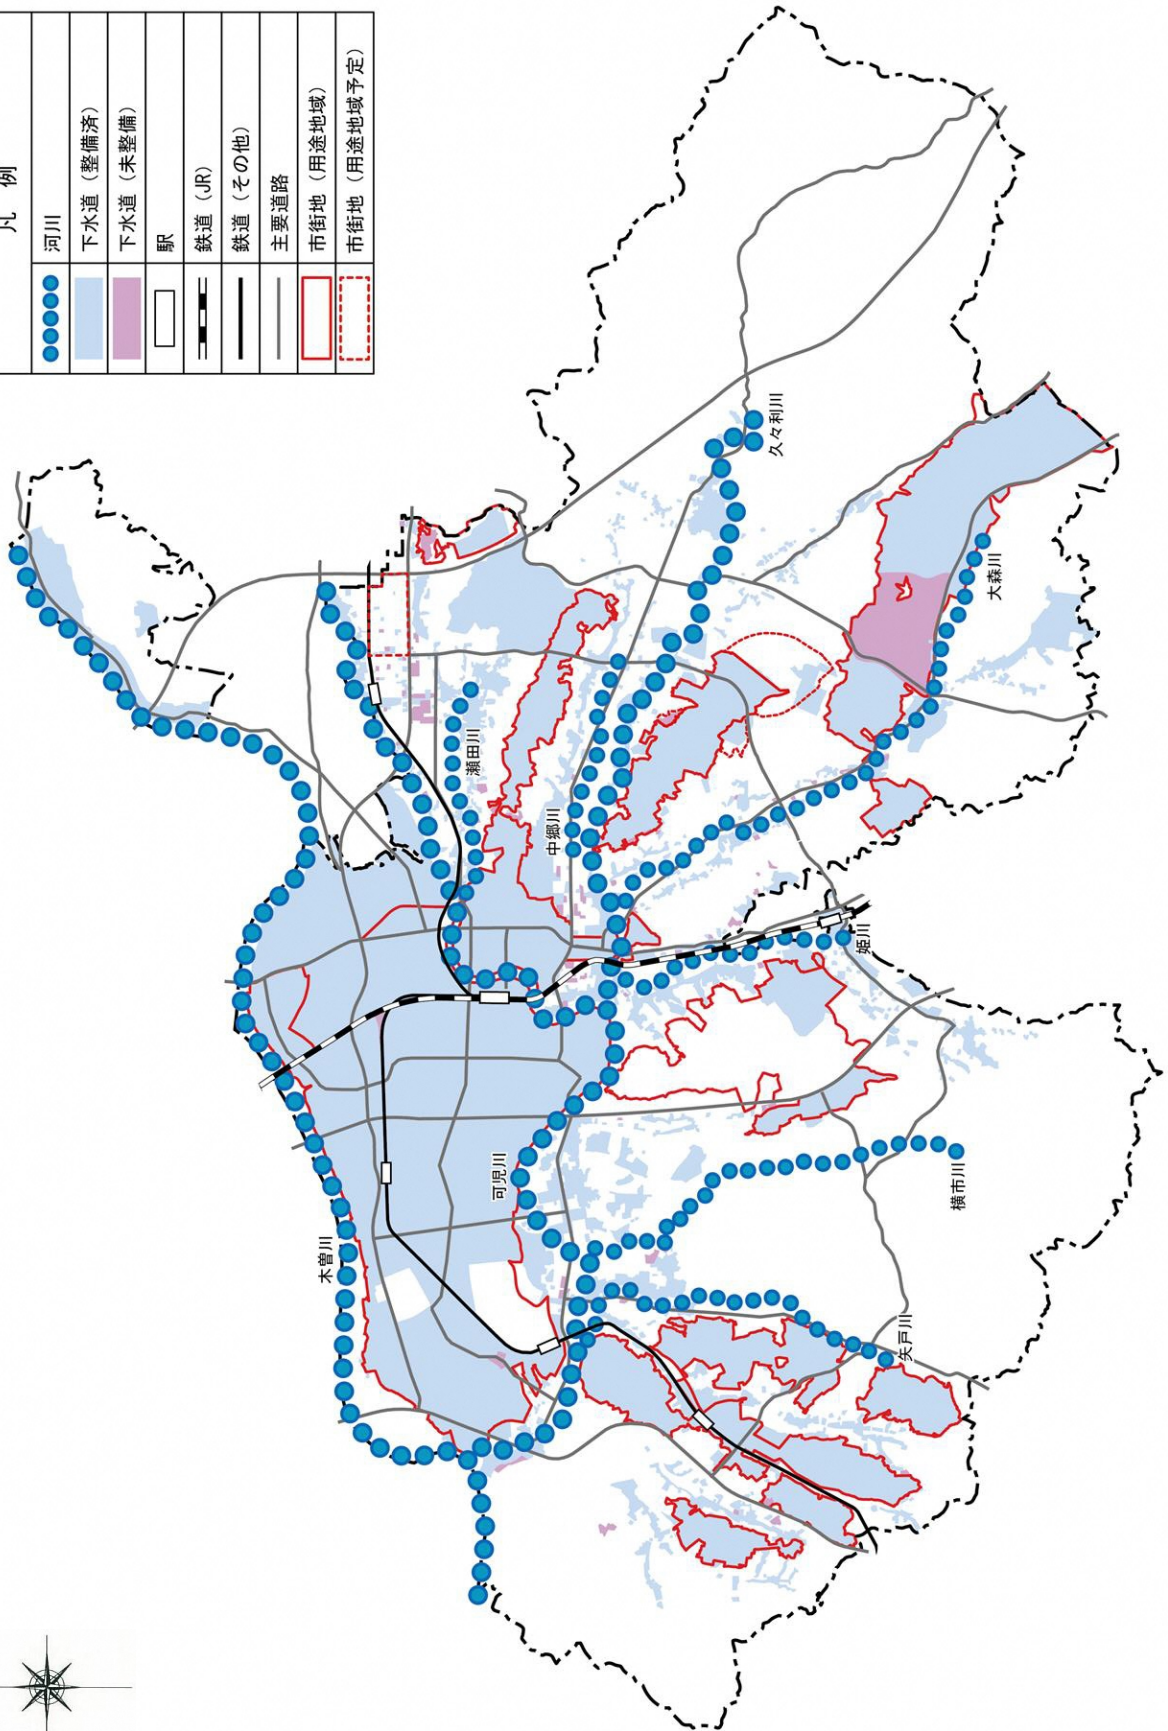 凡 例
河川
下水道（整備済）
下水道（未整備）
駅
鉄道（JR）
鉄道（その他）
主要道路
市街地（用途地域）
市街地（用途地域予定）
木曽川
可児川
瀬田川
中郷川
久々利川
大森川
姫川
横市川
矢戸川